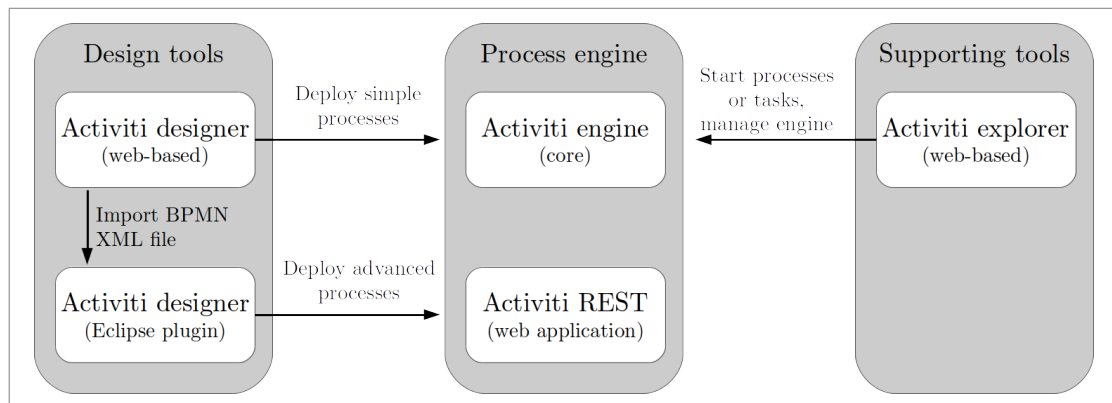 Design tools
Activiti designer
(web-based)
Import BPMN
XML file
Activiti designer
(Eclipse plugin)
Deploy simple
processes
Deploy advanced
processes
Process engine
Activiti engine
(core)
Activiti REST
(web application)
Start processes
or tasks,
manage engine
Supporting tools
Activiti explorer
(web-based)